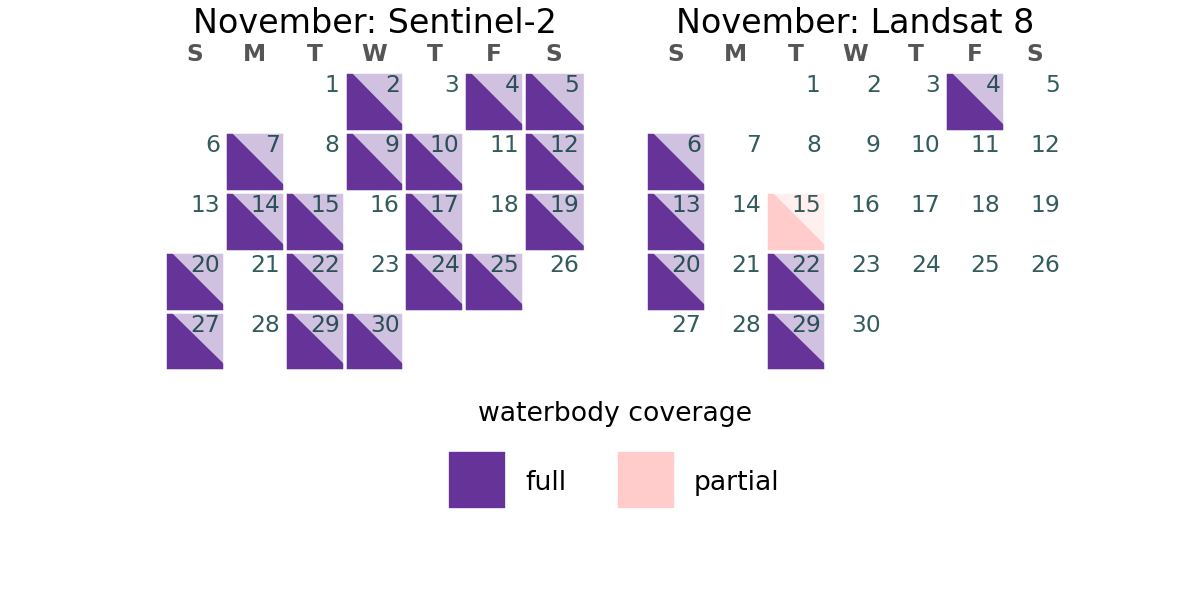 November: Sentinel-2
S M T W T F S
1 2 3 4 5
6 7 8 9 10 11 12
13 14 15 16 17 18 19
20 21 22 23 24 25 26
27 28 29 30
November: Landsat 8
S M T W T F S
1 2 3 4 5
6 7 8 9 10 11 12
13 14 15 16 17 18 19
20 21 22 23 24 25 26
27 28 29 30
waterbody coverage
full partial